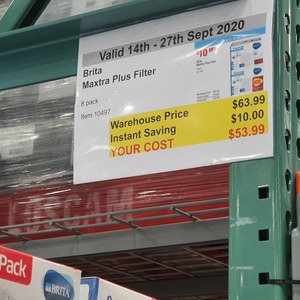 Valid 14th - 27th Sept 2020
Brita
Maxtra Plus Filter
8 pack
Item 10497
Warehouse Price $63.99
Instant Saving $10.00
YOUR COST $53.99
Pack
BRITA